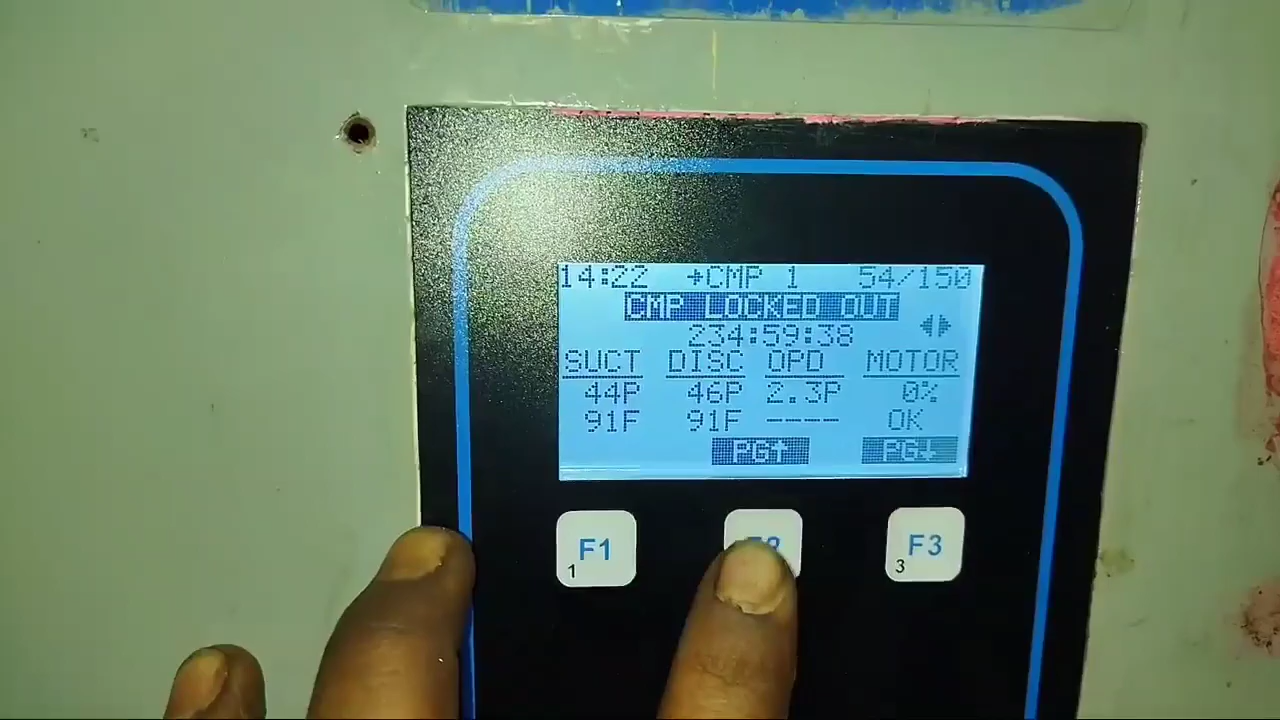 14:22 →CMP 1 54/150
CMP LOCKED OUT
234:59:38
SUCT DISC OPD MOTOR
44P 46P 2.3P 0%
91F 91F ---- OK
PG↑ PG↓
F1 F2 F3
1 3